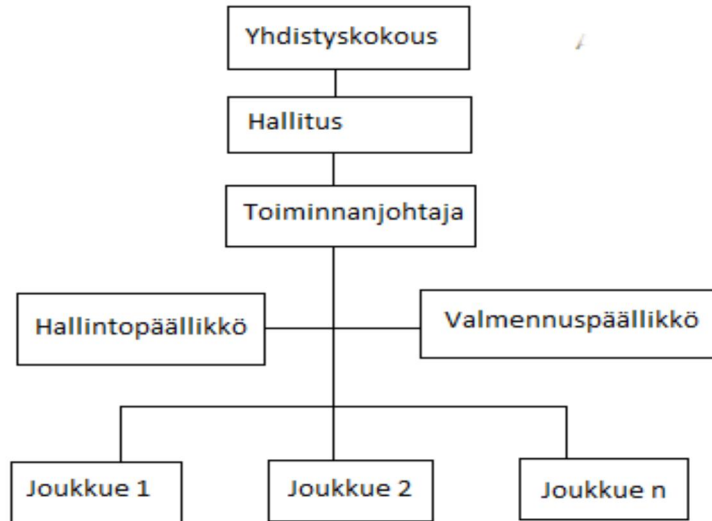 Yhdistyskokous
Hallitus
Toiminnanjohtaja
Hallintopäällikkö
Valmennuspäällikkö
Joukkue 1
Joukkue 2
Joukkue n